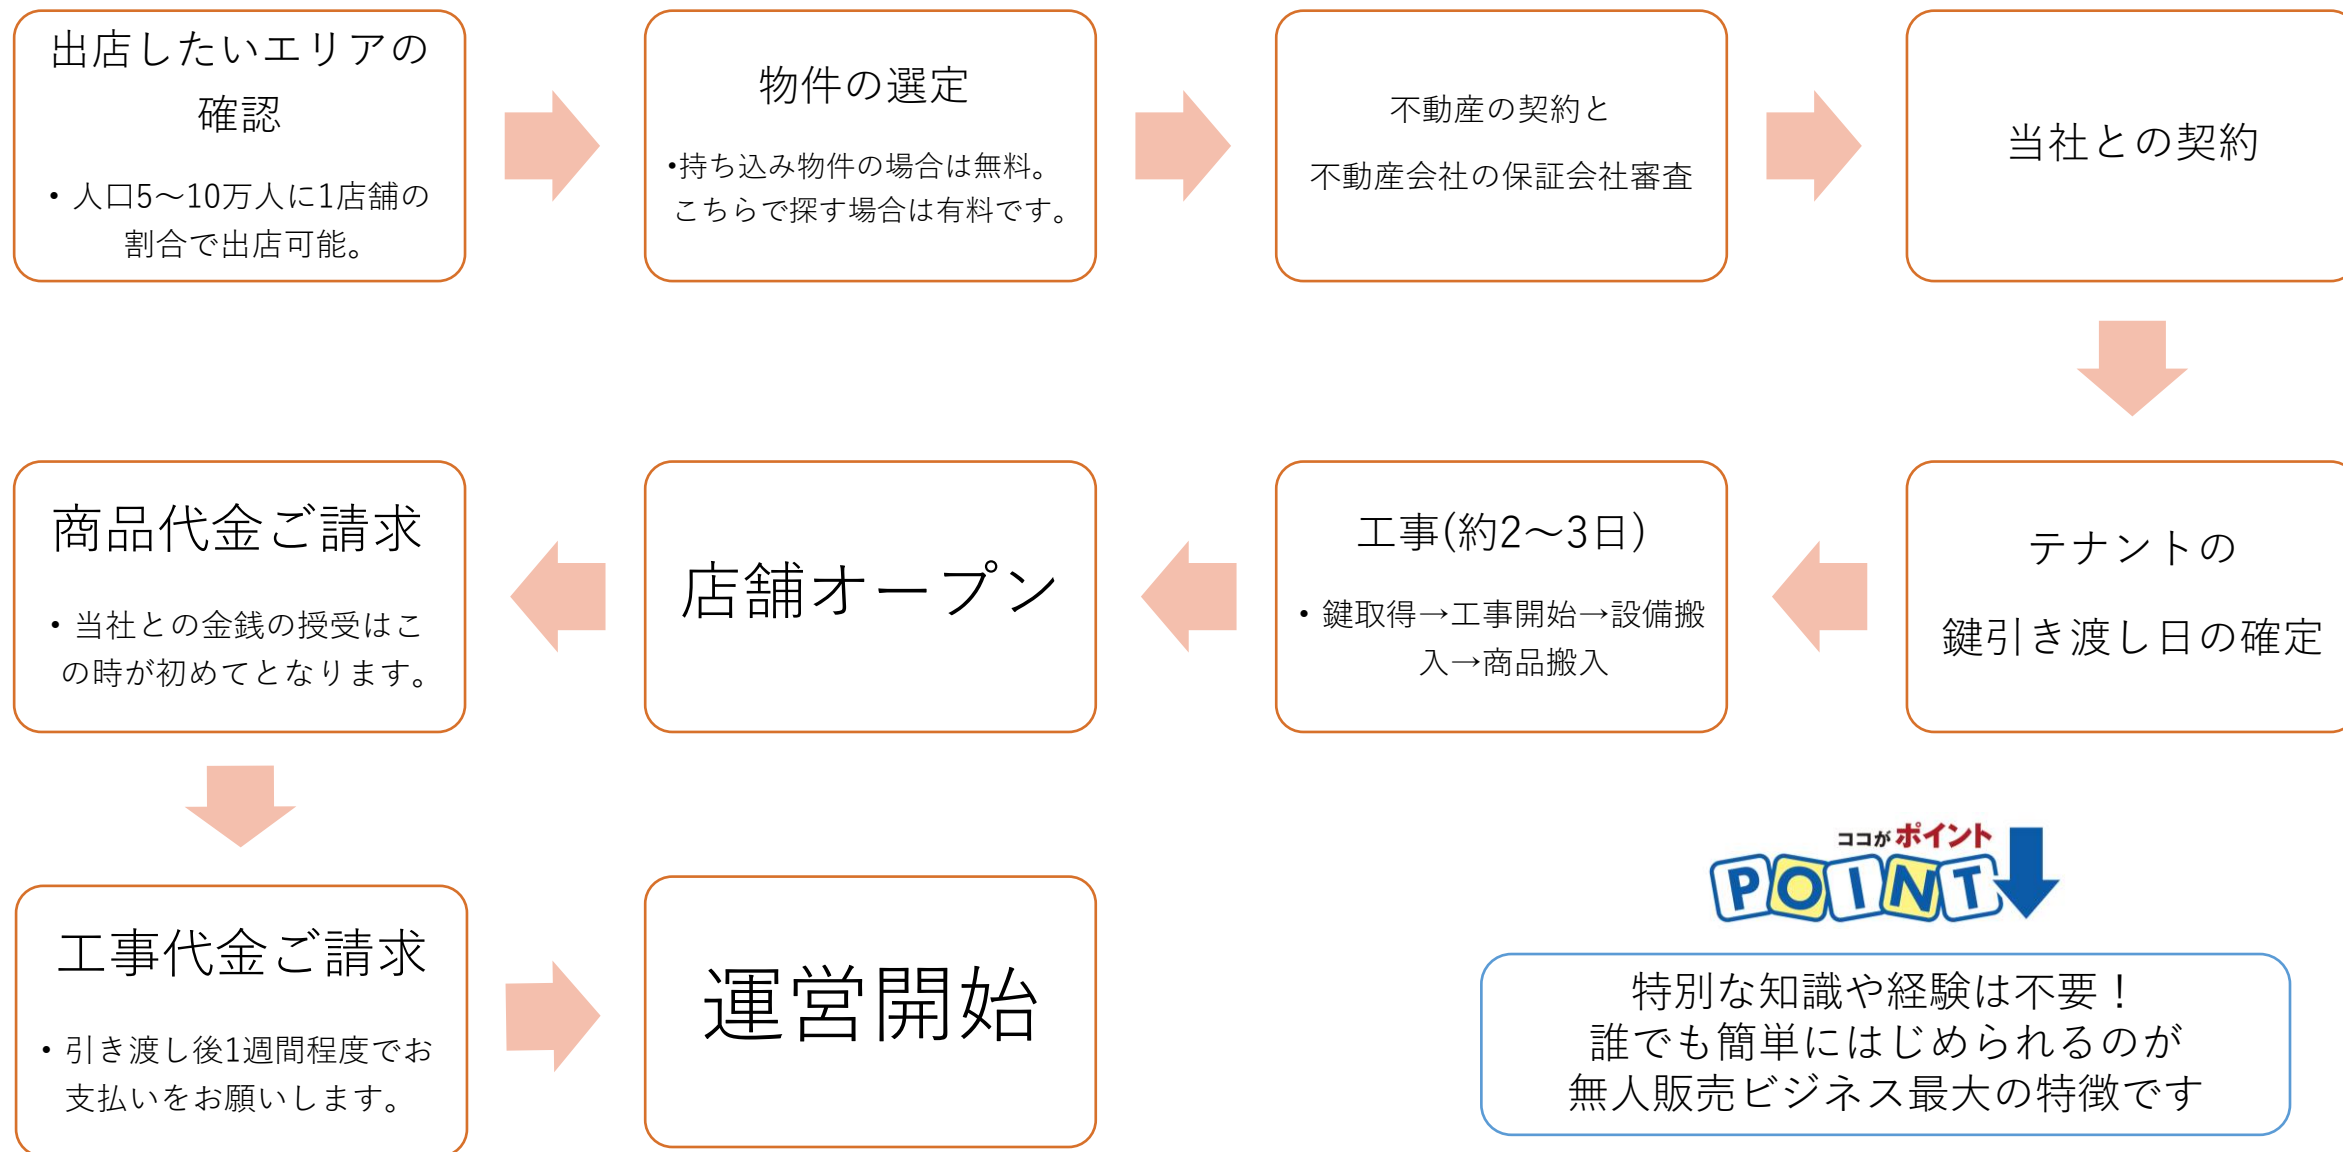 出店したいエリアの
確認
• 人口5～10万人に1店舗の
割合で出店可能。
物件の選定
•持ち込み物件の場合は無料。
こちらで探す場合は有料です。
不動産の契約と
不動産会社の保証会社審査
当社との契約
テナントの
鍵引き渡し日の確定
工事(約2～3日)
• 鍵取得→工事開始→設備搬
入→商品搬入
店舗オープン
商品代金ご請求
• 当社との金銭の授受はこ
の時が初めてとなります。
工事代金ご請求
• 引き渡し後1週間程度でお
支払いをお願いします。
運営開始
ココがポイント
POINT
特別な知識や経験は不要！
誰でも簡単にはじめられるのが
無人販売ビジネス最大の特徴です